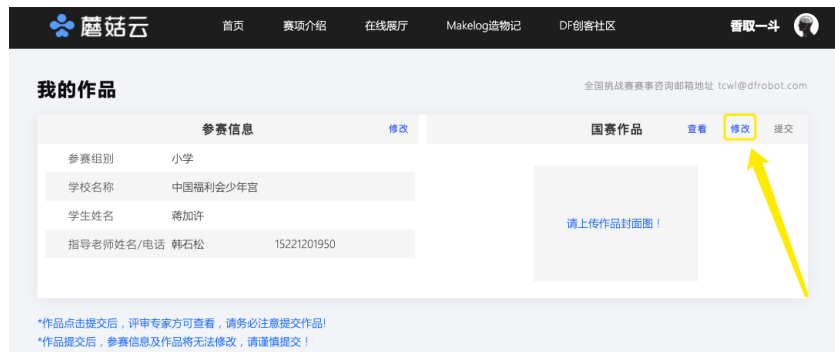 蘑菇云 首页 赛项介绍 在线展厅 Makelog造物记 DF创客社区 香取一斗
我的作品 全国挑战赛赛事咨询邮箱地址 tcwl@dfrobot.com
参赛信息 修改 国赛作品 查看 修改 提交
参赛组别 小学
学校名称 中国福利会少年宫
学生姓名 蒋加许
指导老师姓名/电话 韩石松 15221201950
请上传作品封面图！
*作品点击提交后，评审专家方可查看，请务必注意提交作品!
*作品提交后，参赛信息及作品将无法修改，请谨慎提交！